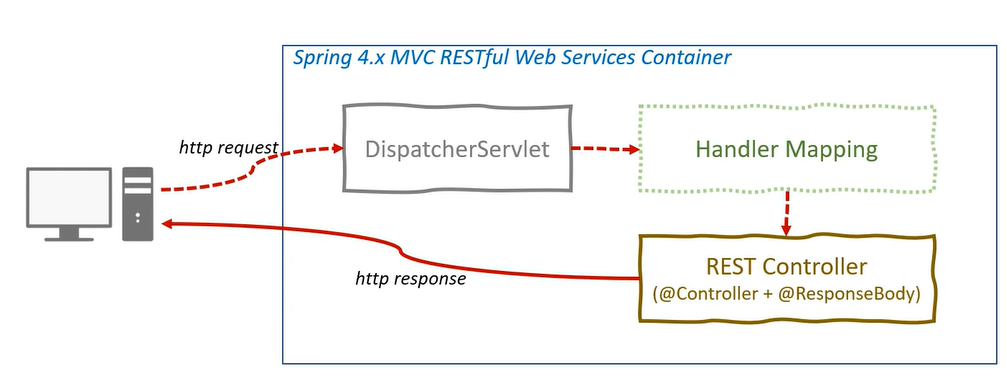 Spring 4.x MVC RESTful Web Services Container
http request
DispatcherServlet
Handler Mapping
REST Controller
(@Controller + @ResponseBody)
http response